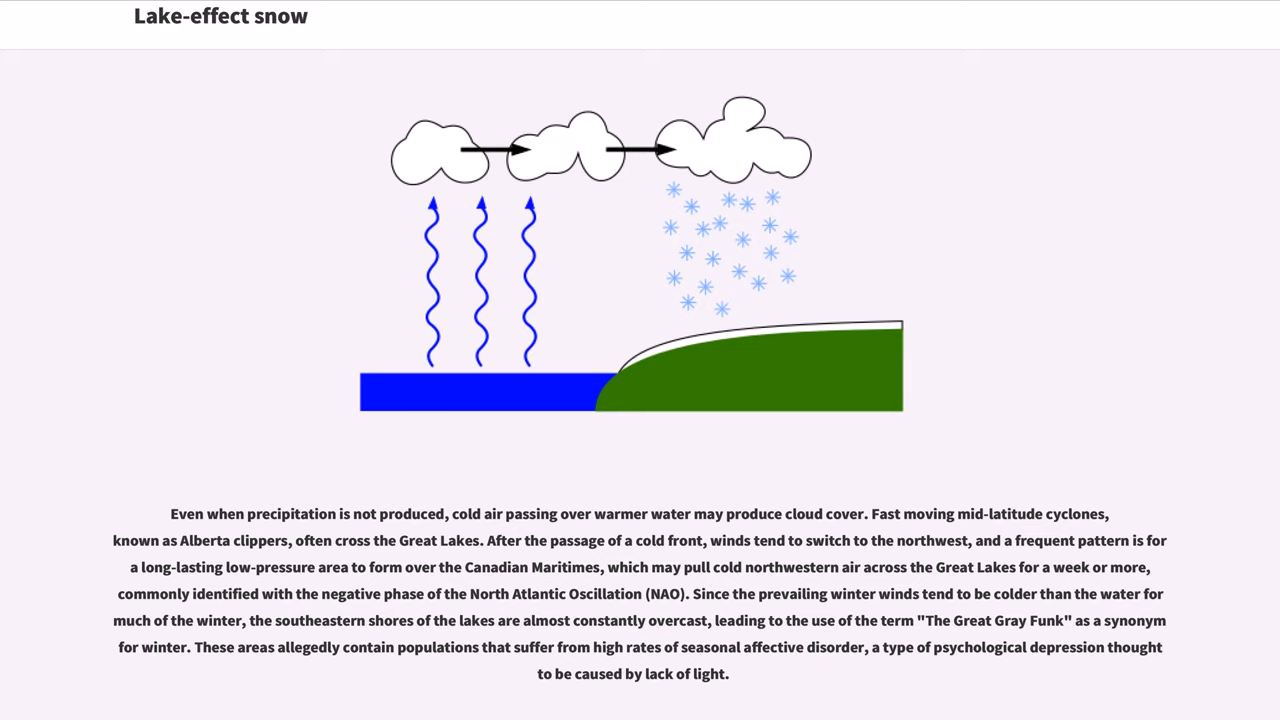 Lake-effect snow
Even when precipitation is not produced, cold air passing over warmer water may produce cloud cover. Fast moving mid-latitude cyclones,
known as Alberta clippers, often cross the Great Lakes. After the passage of a cold front, winds tend to switch to the northwest, and a frequent pattern is for
a long-lasting low-pressure area to form over the Canadian Maritimes, which may pull cold northwestern air across the Great Lakes for a week or more,
commonly identified with the negative phase of the North Atlantic Oscillation (NAO). Since the prevailing winter winds tend to be colder than the water for
much of the winter, the southeastern shores of the lakes are almost constantly overcast, leading to the use of the term "The Great Gray Funk" as a synonym
for winter. These areas allegedly contain populations that suffer from high rates of seasonal affective disorder, a type of psychological depression thought
to be caused by lack of light.